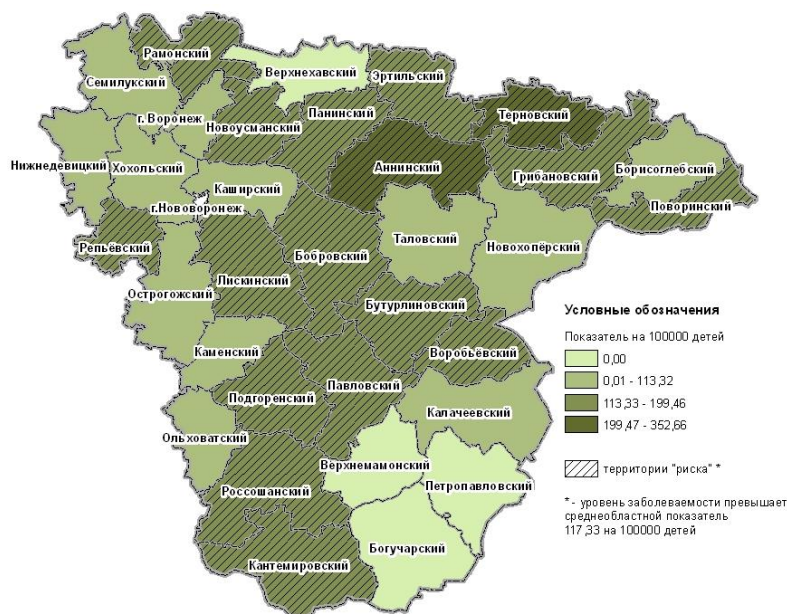 Рамонский
Верхнехавский
Эртильский
Семилукский
г. Воронеж
Новоусманский
Панинский
Терновский
Нижнедевицкий
Хохольский
Каширский
Аннинский
Грибановский
Борисоглебский
Поворинский
г.Нововоронеж
Репьёвский
Лискинский
Бобровский
Таловский
Новохопёрский
Острогожский
Бутурлиновский
Каменский
Воробьёвский
Подгоренский
Павловский
Калачеевский
Ольховатский
Верхнемамонский
Петропавловский
Россошанский
Богучарский
Кантемировский
Условные обозначения
Показатель на 100000 детей
0,00
0,01 - 113,32
113,33 - 199,46
199,47 - 352,66
территории "риска" *
* - уровень заболеваемости превышает
среднеобластной показатель
117,33 на 100000 детей